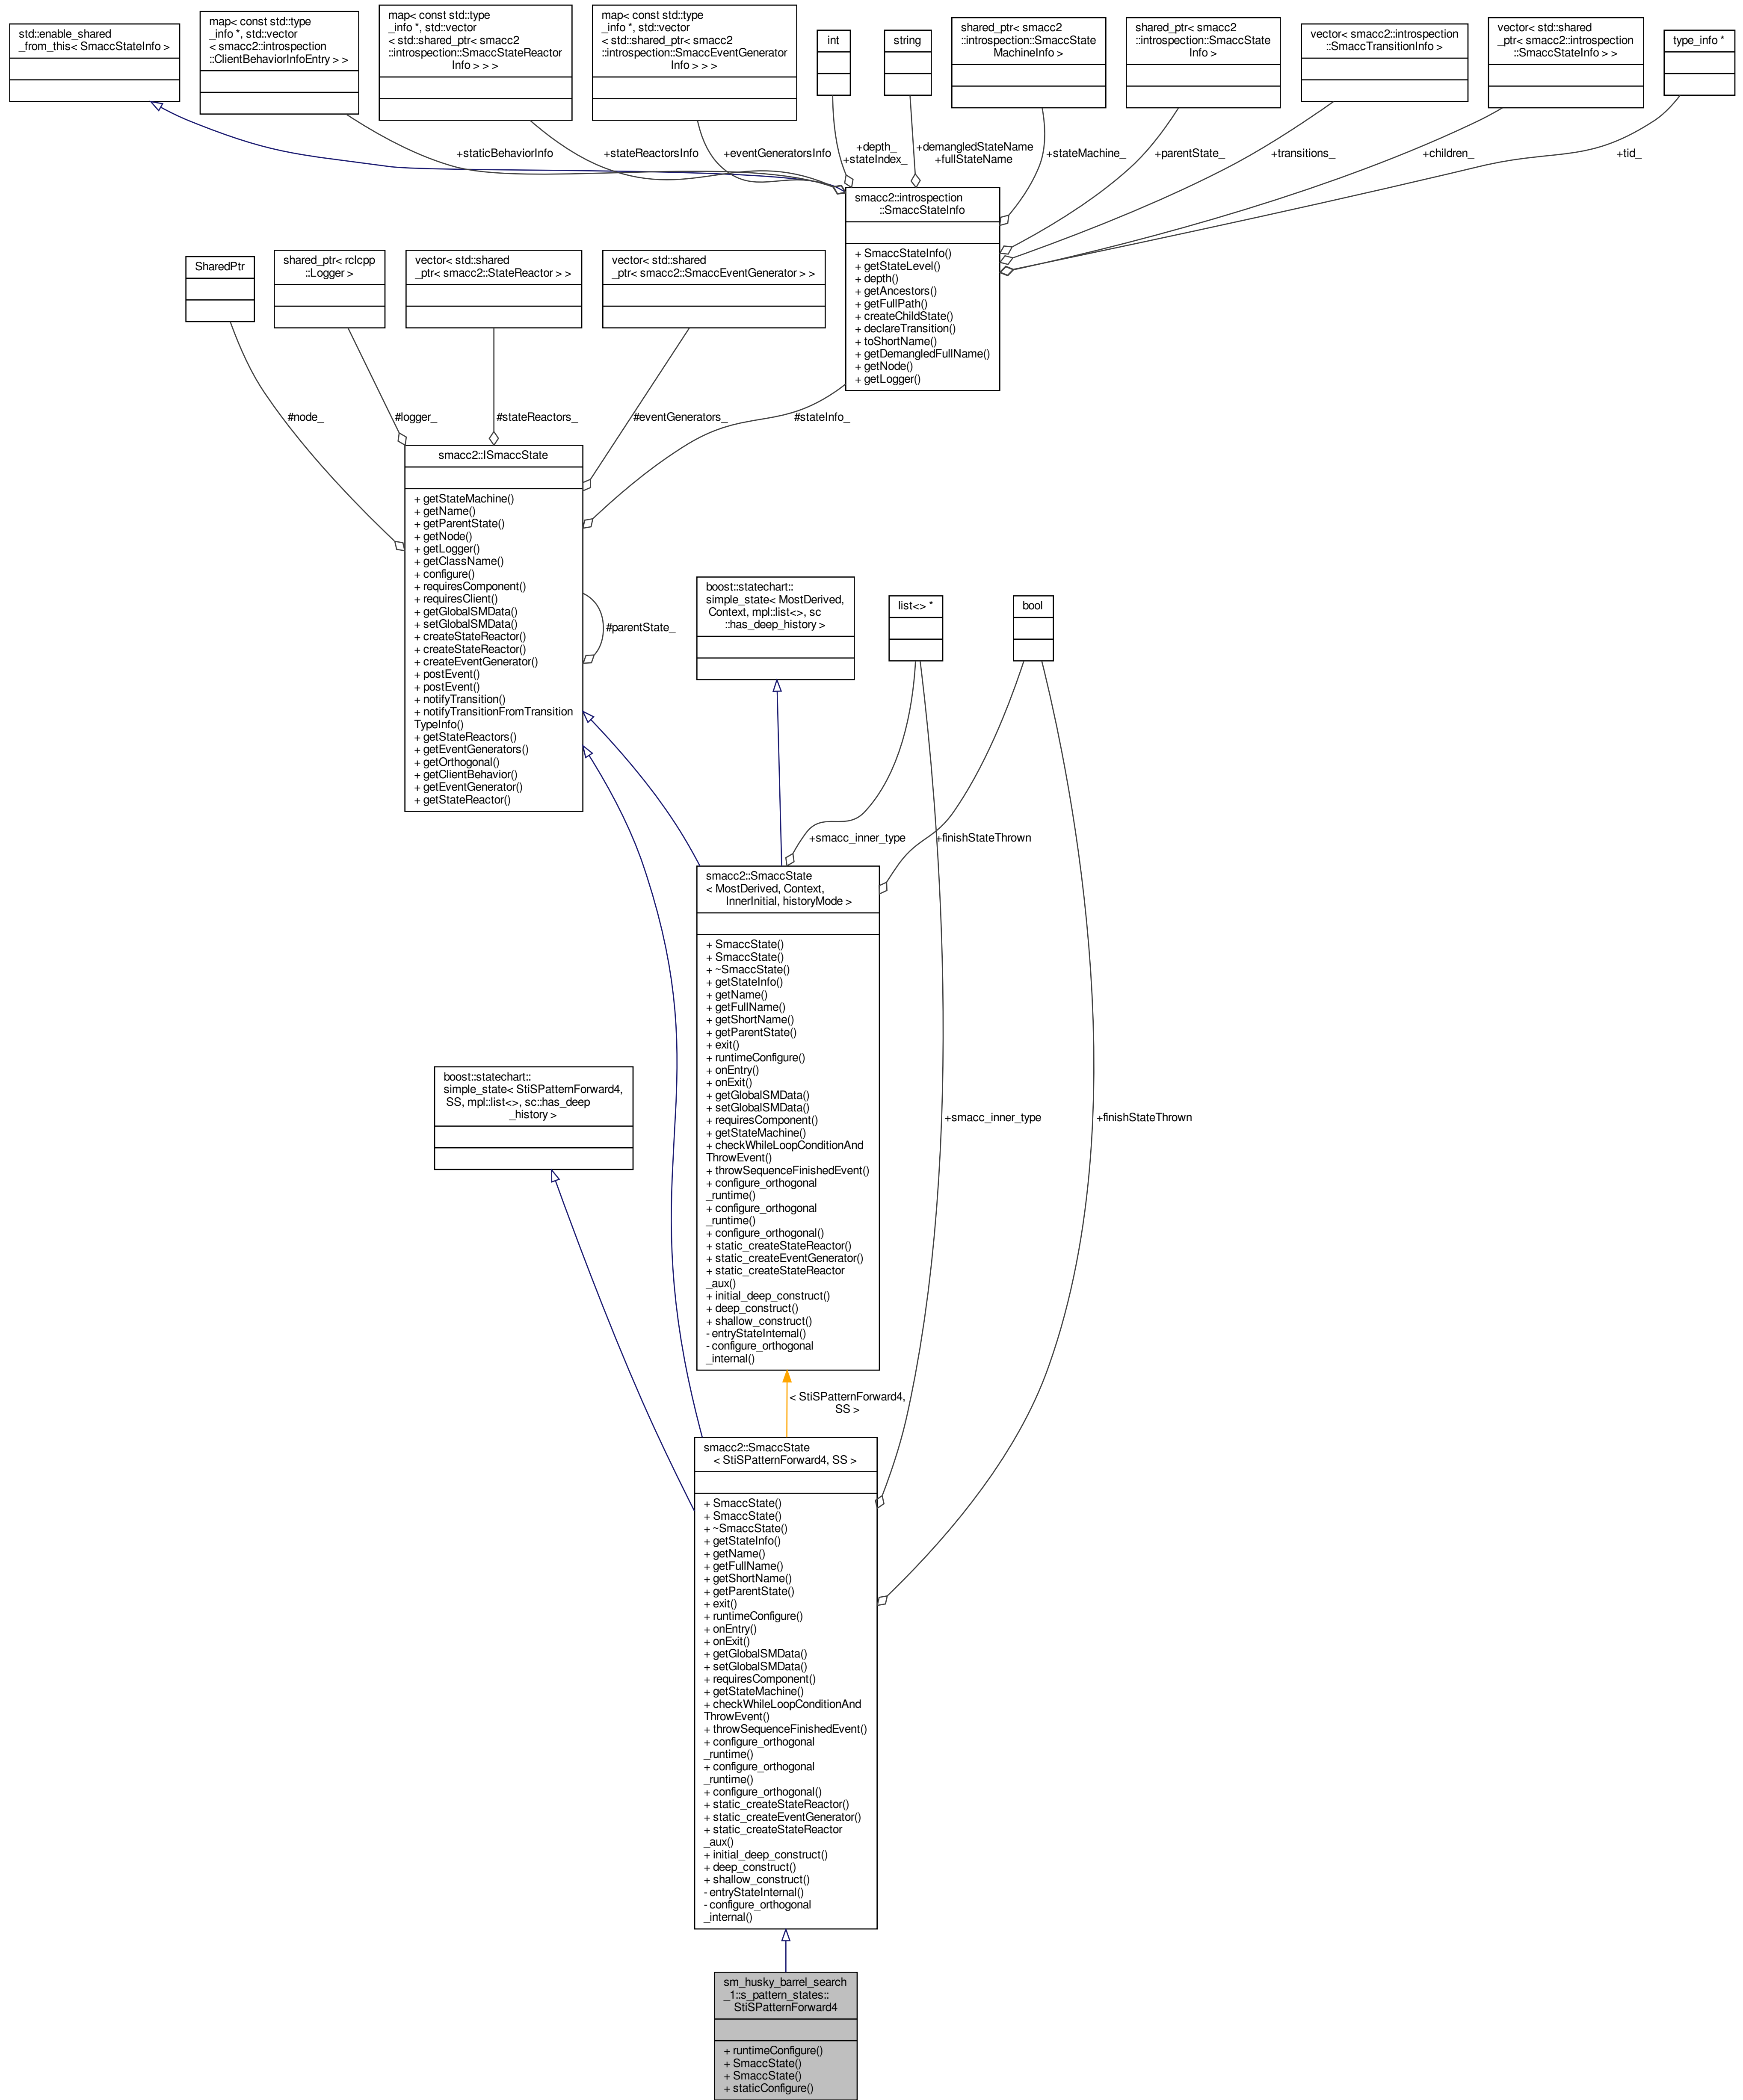 std::enable_shared
_from_this< SmaccStateInfo >
map< const std::type
_info *, std::vector
< smacc2::introspection
::ClientBehaviorInfoEntry > >
map< const std::type
_info *, std::vector
< std::shared_ptr< smacc2
::introspection::SmaccStateReactor
Info > > >
map< const std::type
_info *, std::vector
< std::shared_ptr< smacc2
::introspection::SmaccEventGenerator
Info > > >
int
string
shared_ptr< smacc2
::introspection::SmaccState
MachineInfo >
shared_ptr< smacc2
::introspection::SmaccState
Info >
vector< smacc2::introspection
::SmaccTransitionInfo >
vector< std::shared
_ptr< smacc2::introspection
::SmaccStateInfo > >
type_info *
+staticBehaviorInfo
+stateReactorsInfo
+eventGeneratorsInfo
+depth_
+stateIndex_
+demangledStateName
+fullStateName
+stateMachine_
+parentState_
+transitions_
+children_
+tid_
smacc2::introspection
::SmaccStateInfo
+ SmaccStateInfo()
+ getStateLevel()
+ depth()
+ getAncestors()
+ getFullPath()
+ createChildState()
+ declareTransition()
+ toShortName()
+ getDemangledFullName()
+ getNode()
+ getLogger()
SharedPtr
shared_ptr< rclcpp
::Logger >
vector< std::shared
_ptr< smacc2::StateReactor > >
vector< std::shared
_ptr< smacc2::SmaccEventGenerator > >
#node_
#logger_
#stateReactors_
#eventGenerators_
#stateInfo_
smacc2::ISmaccState
+ getStateMachine()
+ getName()
+ getParentState()
+ getNode()
+ getLogger()
+ getClassName()
+ configure()
+ requiresComponent()
+ requiresClient()
+ getGlobalSMData()
+ setGlobalSMData()
+ createStateReactor()
+ createStateReactor()
+ createEventGenerator()
+ postEvent()
+ postEvent()
+ notifyTransition()
+ notifyTransitionFromTransition
TypeInfo()
+ getStateReactors()
+ getEventGenerators()
+ getOrthogonal()
+ getClientBehavior()
+ getEventGenerator()
+ getStateReactor()
#parentState_
boost::statechart::
simple_state< MostDerived,
Context, mpl::list<>, sc
::has_deep_history >
list<> *
bool
+smacc_inner_type
+finishStateThrown
smacc2::SmaccState
< MostDerived, Context,
InnerInitial, historyMode >
+ SmaccState()
+ SmaccState()
+ ~SmaccState()
+ getStateInfo()
+ getName()
+ getFullName()
+ getShortName()
+ getParentState()
+ exit()
+ runtimeConfigure()
+ onEntry()
+ onExit()
+ getGlobalSMData()
+ setGlobalSMData()
+ requiresComponent()
+ getStateMachine()
+ checkWhileLoopConditionAnd
ThrowEvent()
+ throwSequenceFinishedEvent()
+ configure_orthogonal
_runtime()
+ configure_orthogonal
_runtime()
+ configure_orthogonal()
+ static_createStateReactor()
+ static_createEventGenerator()
+ static_createStateReactor
_aux()
+ initial_deep_construct()
+ deep_construct()
+ shallow_construct()
- entryStateInternal()
- configure_orthogonal
_internal()
boost::statechart::
simple_state< StiSPatternForward4,
SS, mpl::list<>, sc::has_deep
_history >
+smacc_inner_type
+finishStateThrown
< StiSPatternForward4,
SS >
smacc2::SmaccState
< StiSPatternForward4, SS >
+ SmaccState()
+ SmaccState()
+ ~SmaccState()
+ getStateInfo()
+ getName()
+ getFullName()
+ getShortName()
+ getParentState()
+ exit()
+ runtimeConfigure()
+ onEntry()
+ onExit()
+ getGlobalSMData()
+ setGlobalSMData()
+ requiresComponent()
+ getStateMachine()
+ checkWhileLoopConditionAnd
ThrowEvent()
+ throwSequenceFinishedEvent()
+ configure_orthogonal
_runtime()
+ configure_orthogonal
_runtime()
+ configure_orthogonal()
+ static_createStateReactor()
+ static_createEventGenerator()
+ static_createStateReactor
_aux()
+ initial_deep_construct()
+ deep_construct()
+ shallow_construct()
- entryStateInternal()
- configure_orthogonal
_internal()
sm_husky_barrel_search
_1::s_pattern_states::
StiSPatternForward4
+ runtimeConfigure()
+ SmaccState()
+ SmaccState()
+ staticConfigure()